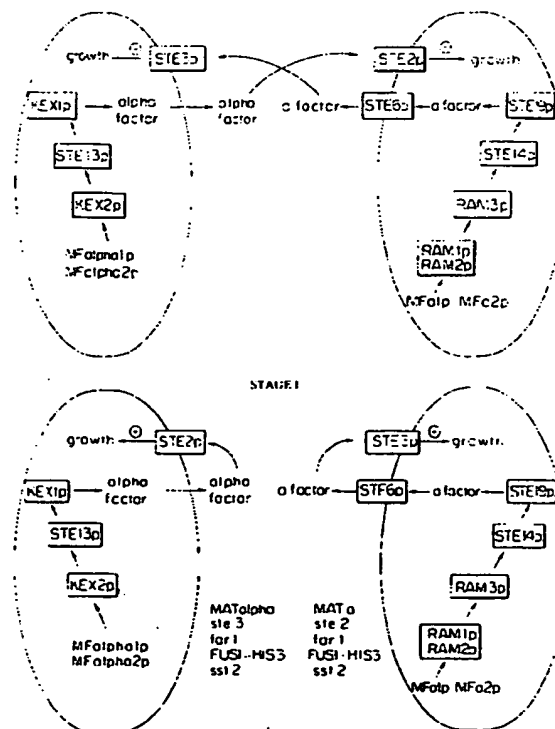 growth ⊕ STE3p
STE2p ⊕ growth
KEX1p alpha factor alpha factor
a factor STE6p a factor STE19p
STE13p
STE14p
KEX2p
RAM3p
MFalpha1p
MFalpha2p
RAM1p
RAM2p
MFa1p MFa2p
STAGE I
growth ⊕ STE2p
STE3p ⊕ growth
KEX1p alpha factor alpha factor
a factor STE6p a factor STE19p
STE13p
STE14p
KEX2p
RAM3p
MFalpha1p
MFalpha2p
RAM1p
RAM2p
MFa1p MFa2p
MATalpha
ste 3
far 1
FUS1-HIS3
sst 2
MATa
ste 2
far 1
FUS1-HIS3
sst 2